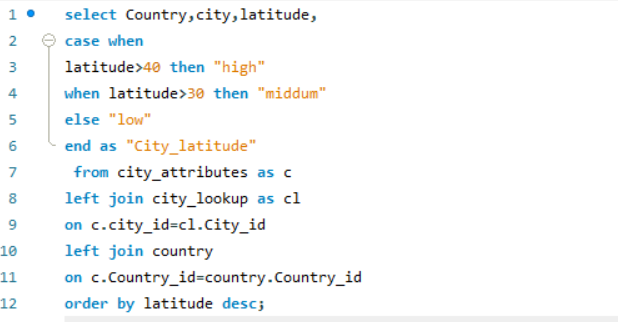 1 select Country,city,latitude,
2 case when
3 latitude>40 then "high"
4 when latitude>30 then "middum"
5 else "low"
6 end as "City_latitude"
7 from city_attributes as c
8 left join city_lookup as cl
9 on c.city_id=cl.City_id
10 left join country
11 on c.Country_id=country.Country_id
12 order by latitude desc;